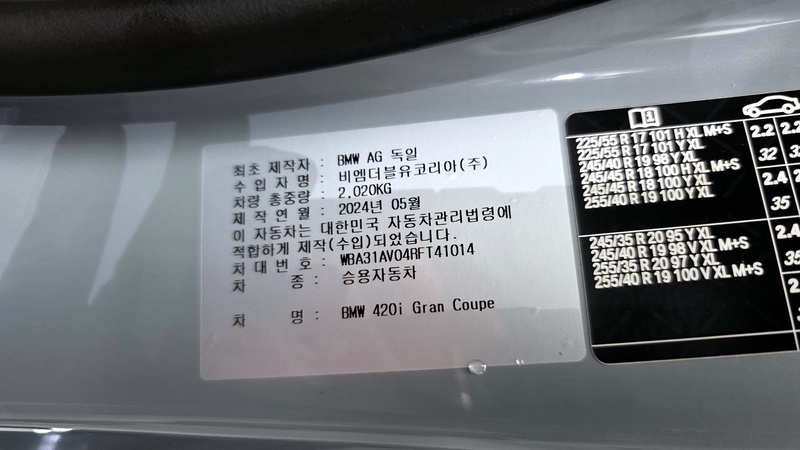 최초 제작자 : BMW AG 독일
수 입 자 명 : 비엠더블유코리아(주)
차량 총중량 : 2,020KG
제 작 연 월 : 2024년 05월
이 자동차는 대한민국 자동차관리법령에
적합하게 제작(수입)되었습니다.
차 대 번 호 : WBA31AV04RFT41014
차 종 : 승용자동차
차 명 : BMW 420i Gran Coupe
1
225/55 R 17 101 H XL M+S
225/55 R 17 101 Y XL
245/40 R 19 98 Y XL
245/45 R 18 100 H XL M+S
245/45 R 18 100 Y XL
255/40 R 19 100 Y XL
2.2 2.2
32 32
2.4
35
245/35 R 20 95 Y XL
245/40 R 19 98 V XL M+S
255/35 R 20 97 Y XL
255/40 R 19 100 V XL M+S
2.4
35